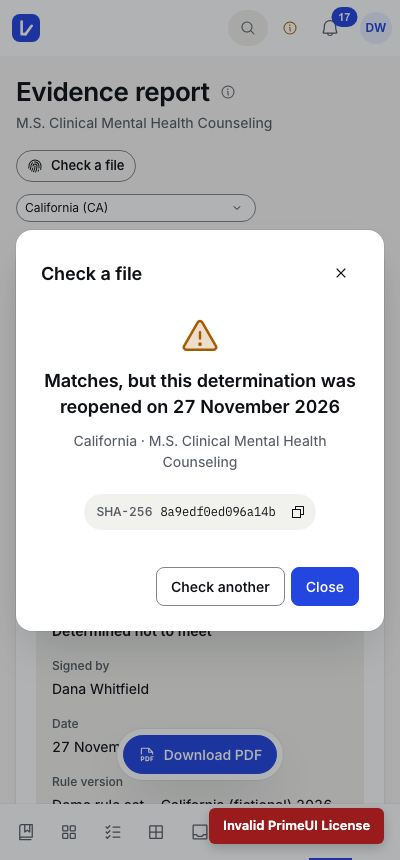 17
DW
Evidence report
M.S. Clinical Mental Health Counseling
Check a file
California (CA)
Check a file
Matches, but this determination was
reopened on 27 November 2026
California · M.S. Clinical Mental Health
Counseling
SHA-256 8a9edf0ed096a14b
Check another
Close
Determined not to meet
Signed by
Dana Whitfield
Date
27 Novem
PDF
Download PDF
Rule version
Demo rule set — California (fictional) 2026
Invalid PrimeUI License